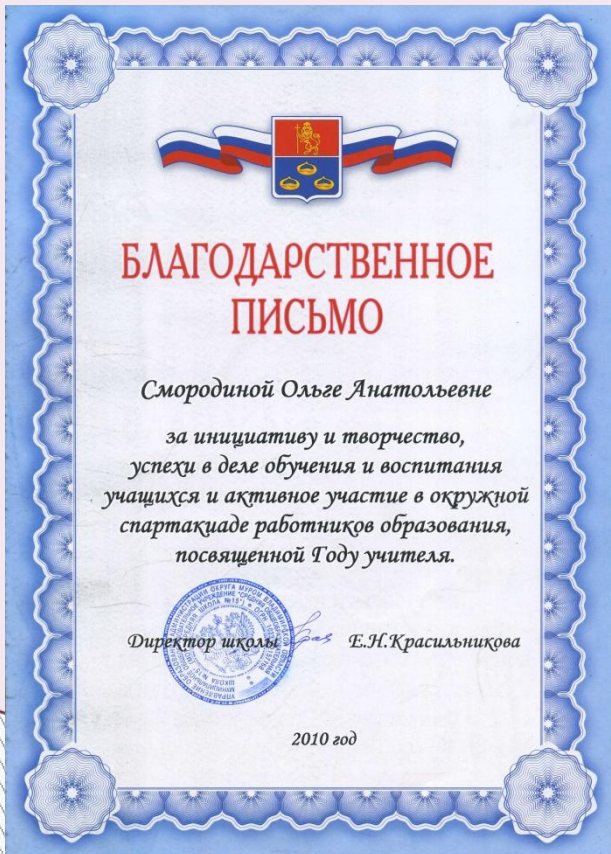 БЛАГОДАРСТВЕННОЕ
ПИСЬМО
Смородиной Ольге Анатольевне
за инициативу и творчество,
успехи в деле обучения и воспитания
учащихся и активное участие в окружной
спартакиаде работников образования,
посвященной Году учителя.
Директор школы Е.Н.Красильникова
2010 год